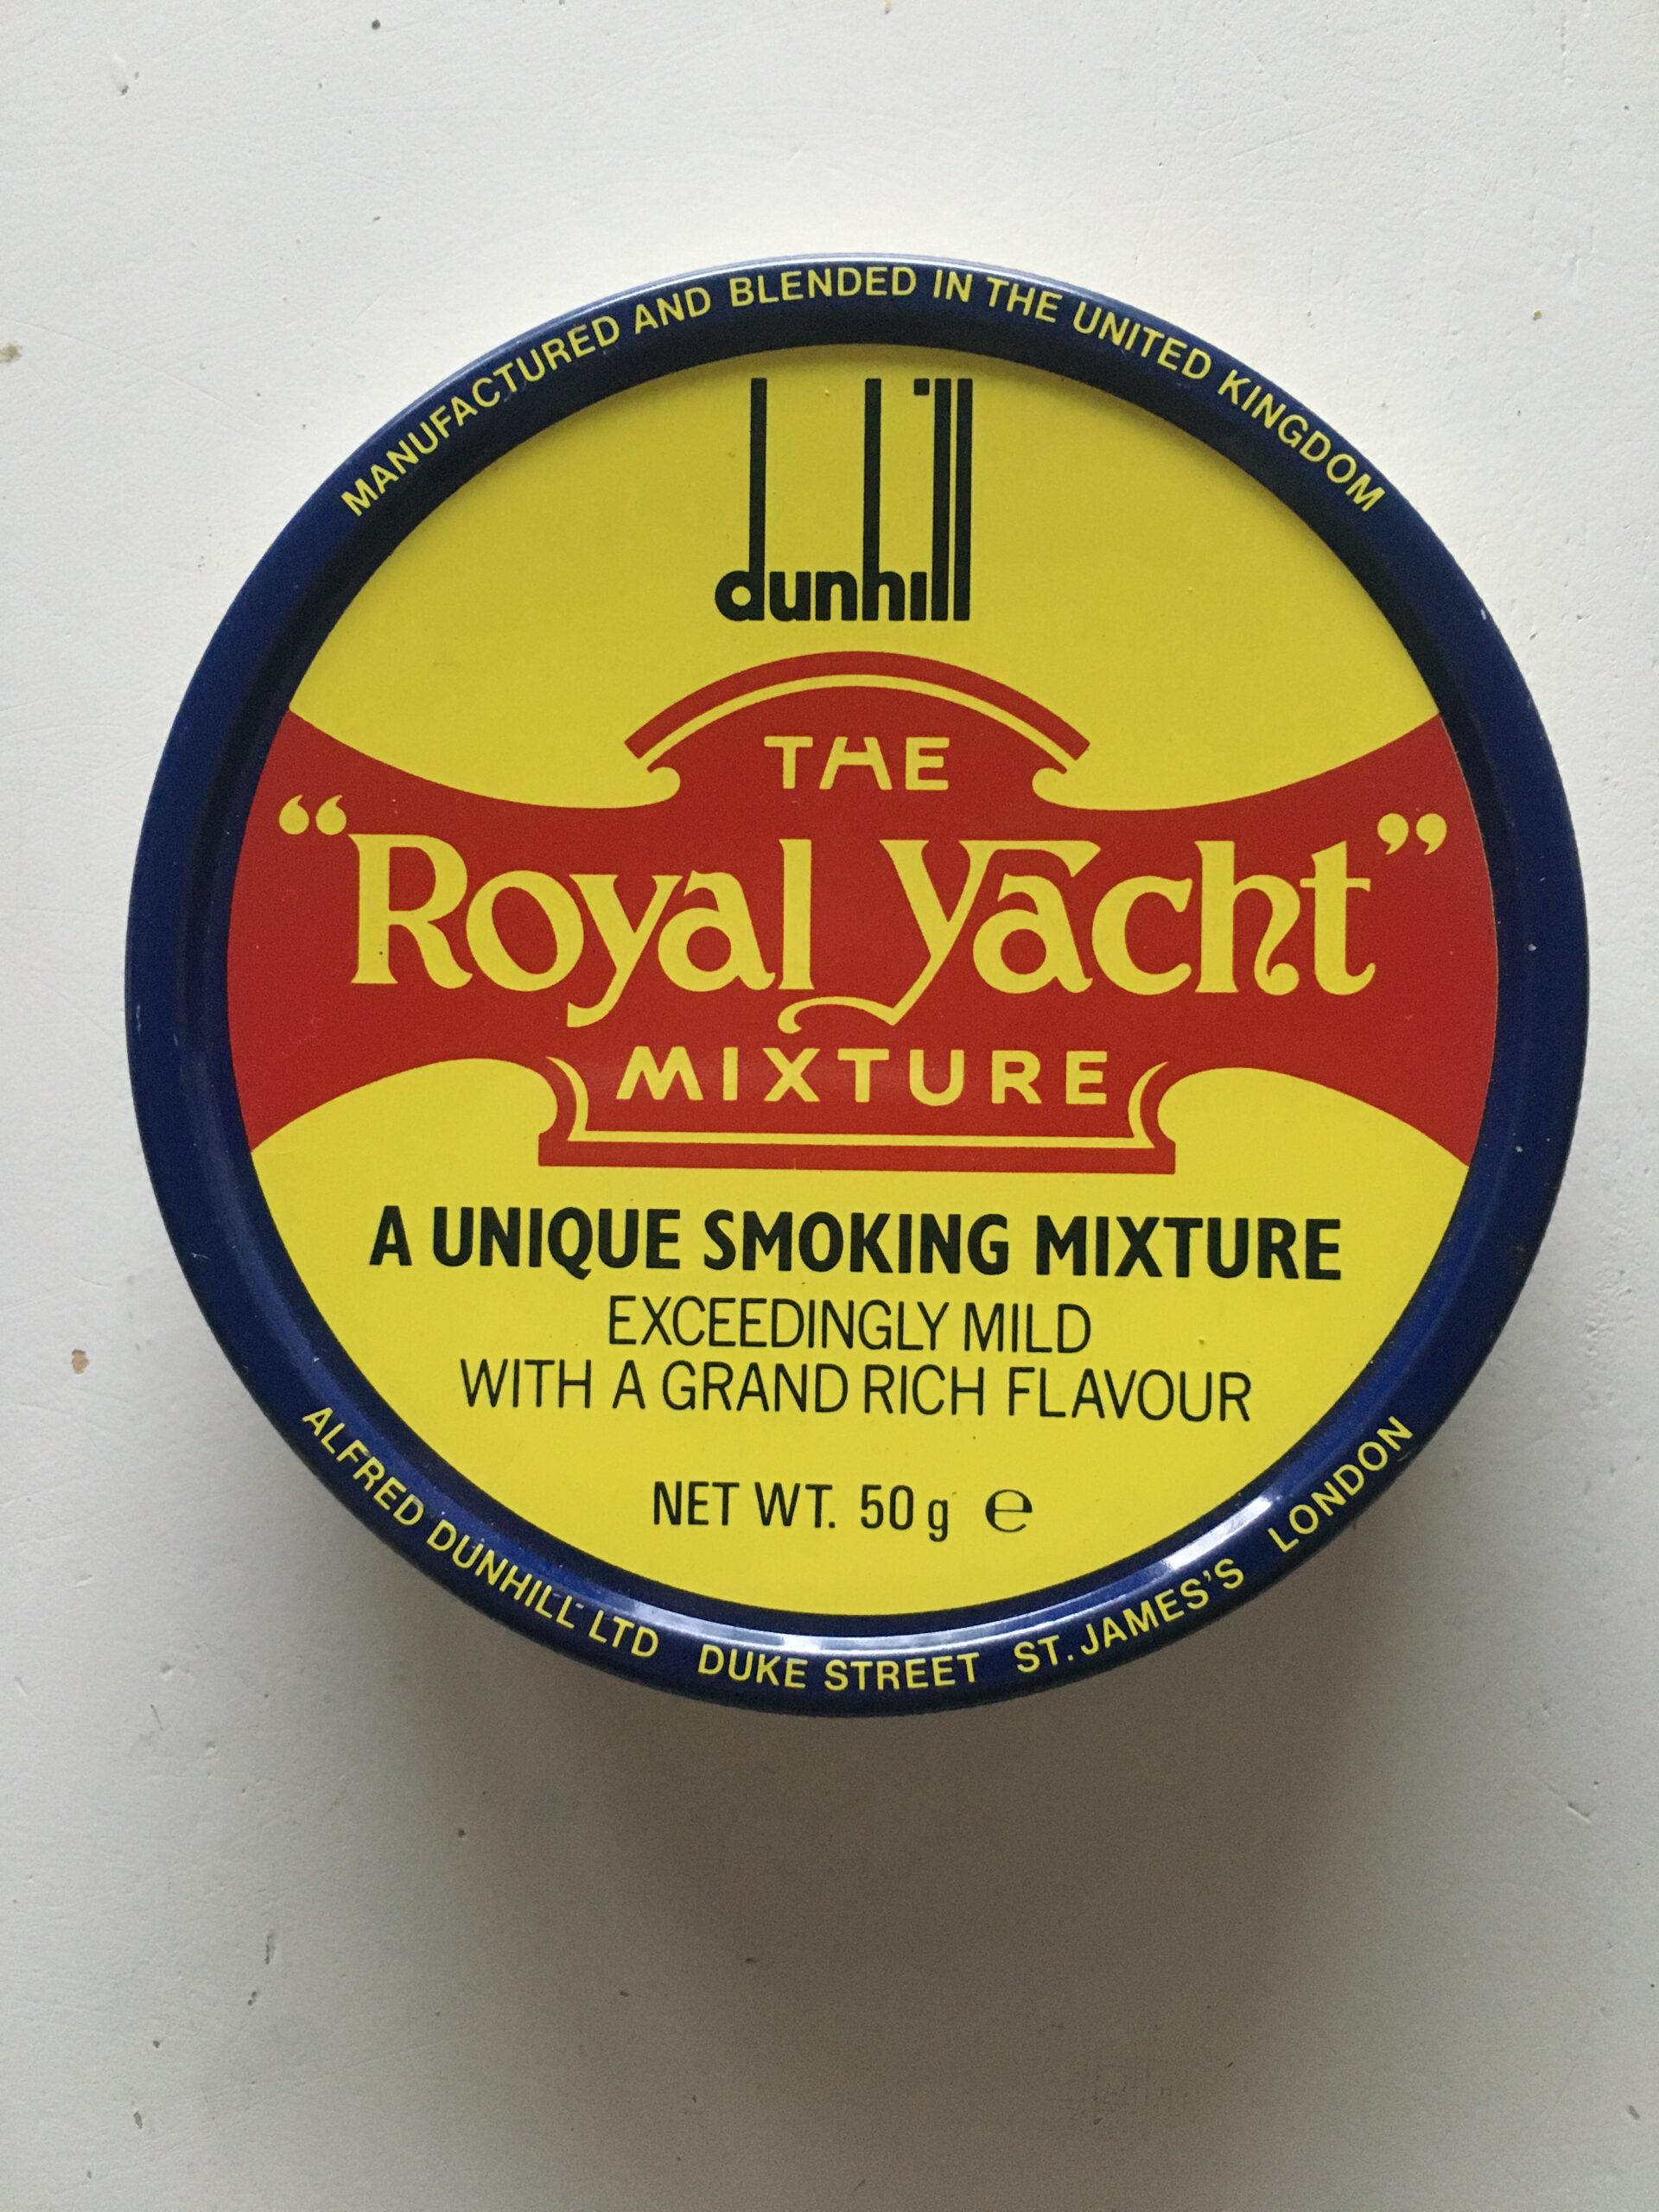 MANUFACTURED AND BLENDED IN THE UNITED KINGDOM
dunhill
THE
“Royal Yacht”
MIXTURE
A UNIQUE SMOKING MIXTURE
EXCEEDINGLY MILD
WITH A GRAND RICH FLAVOUR
NET WT. 50 g ℮
ALFRED DUNHILL LTD DUKE STREET ST. JAMES'S LONDON